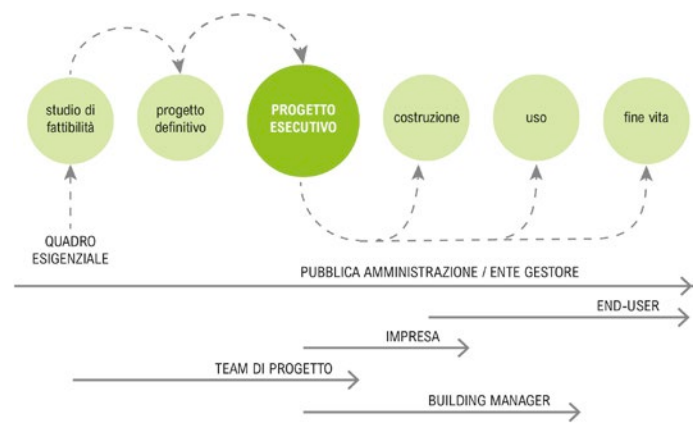 studio di
fattibilità
progetto
definitivo
PROGETTO
ESECUTIVO
costruzione
uso
fine vita
QUADRO
ESIGENZIALE
PUBBLICA AMMINISTRAZIONE / ENTE GESTORE
END-USER
IMPRESA
TEAM DI PROGETTO
BUILDING MANAGER